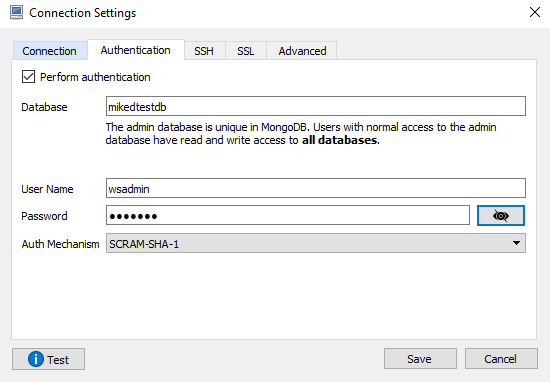 Connection Settings
Connection Authentication SSH SSL Advanced
Perform authentication
Database mikedtestdb
The admin database is unique in MongoDB. Users with normal access to the admin
database have read and write access to all databases.
User Name wsadmin
Password ●●●●●●●
Auth Mechanism SCRAM-SHA-1
Test Save Cancel